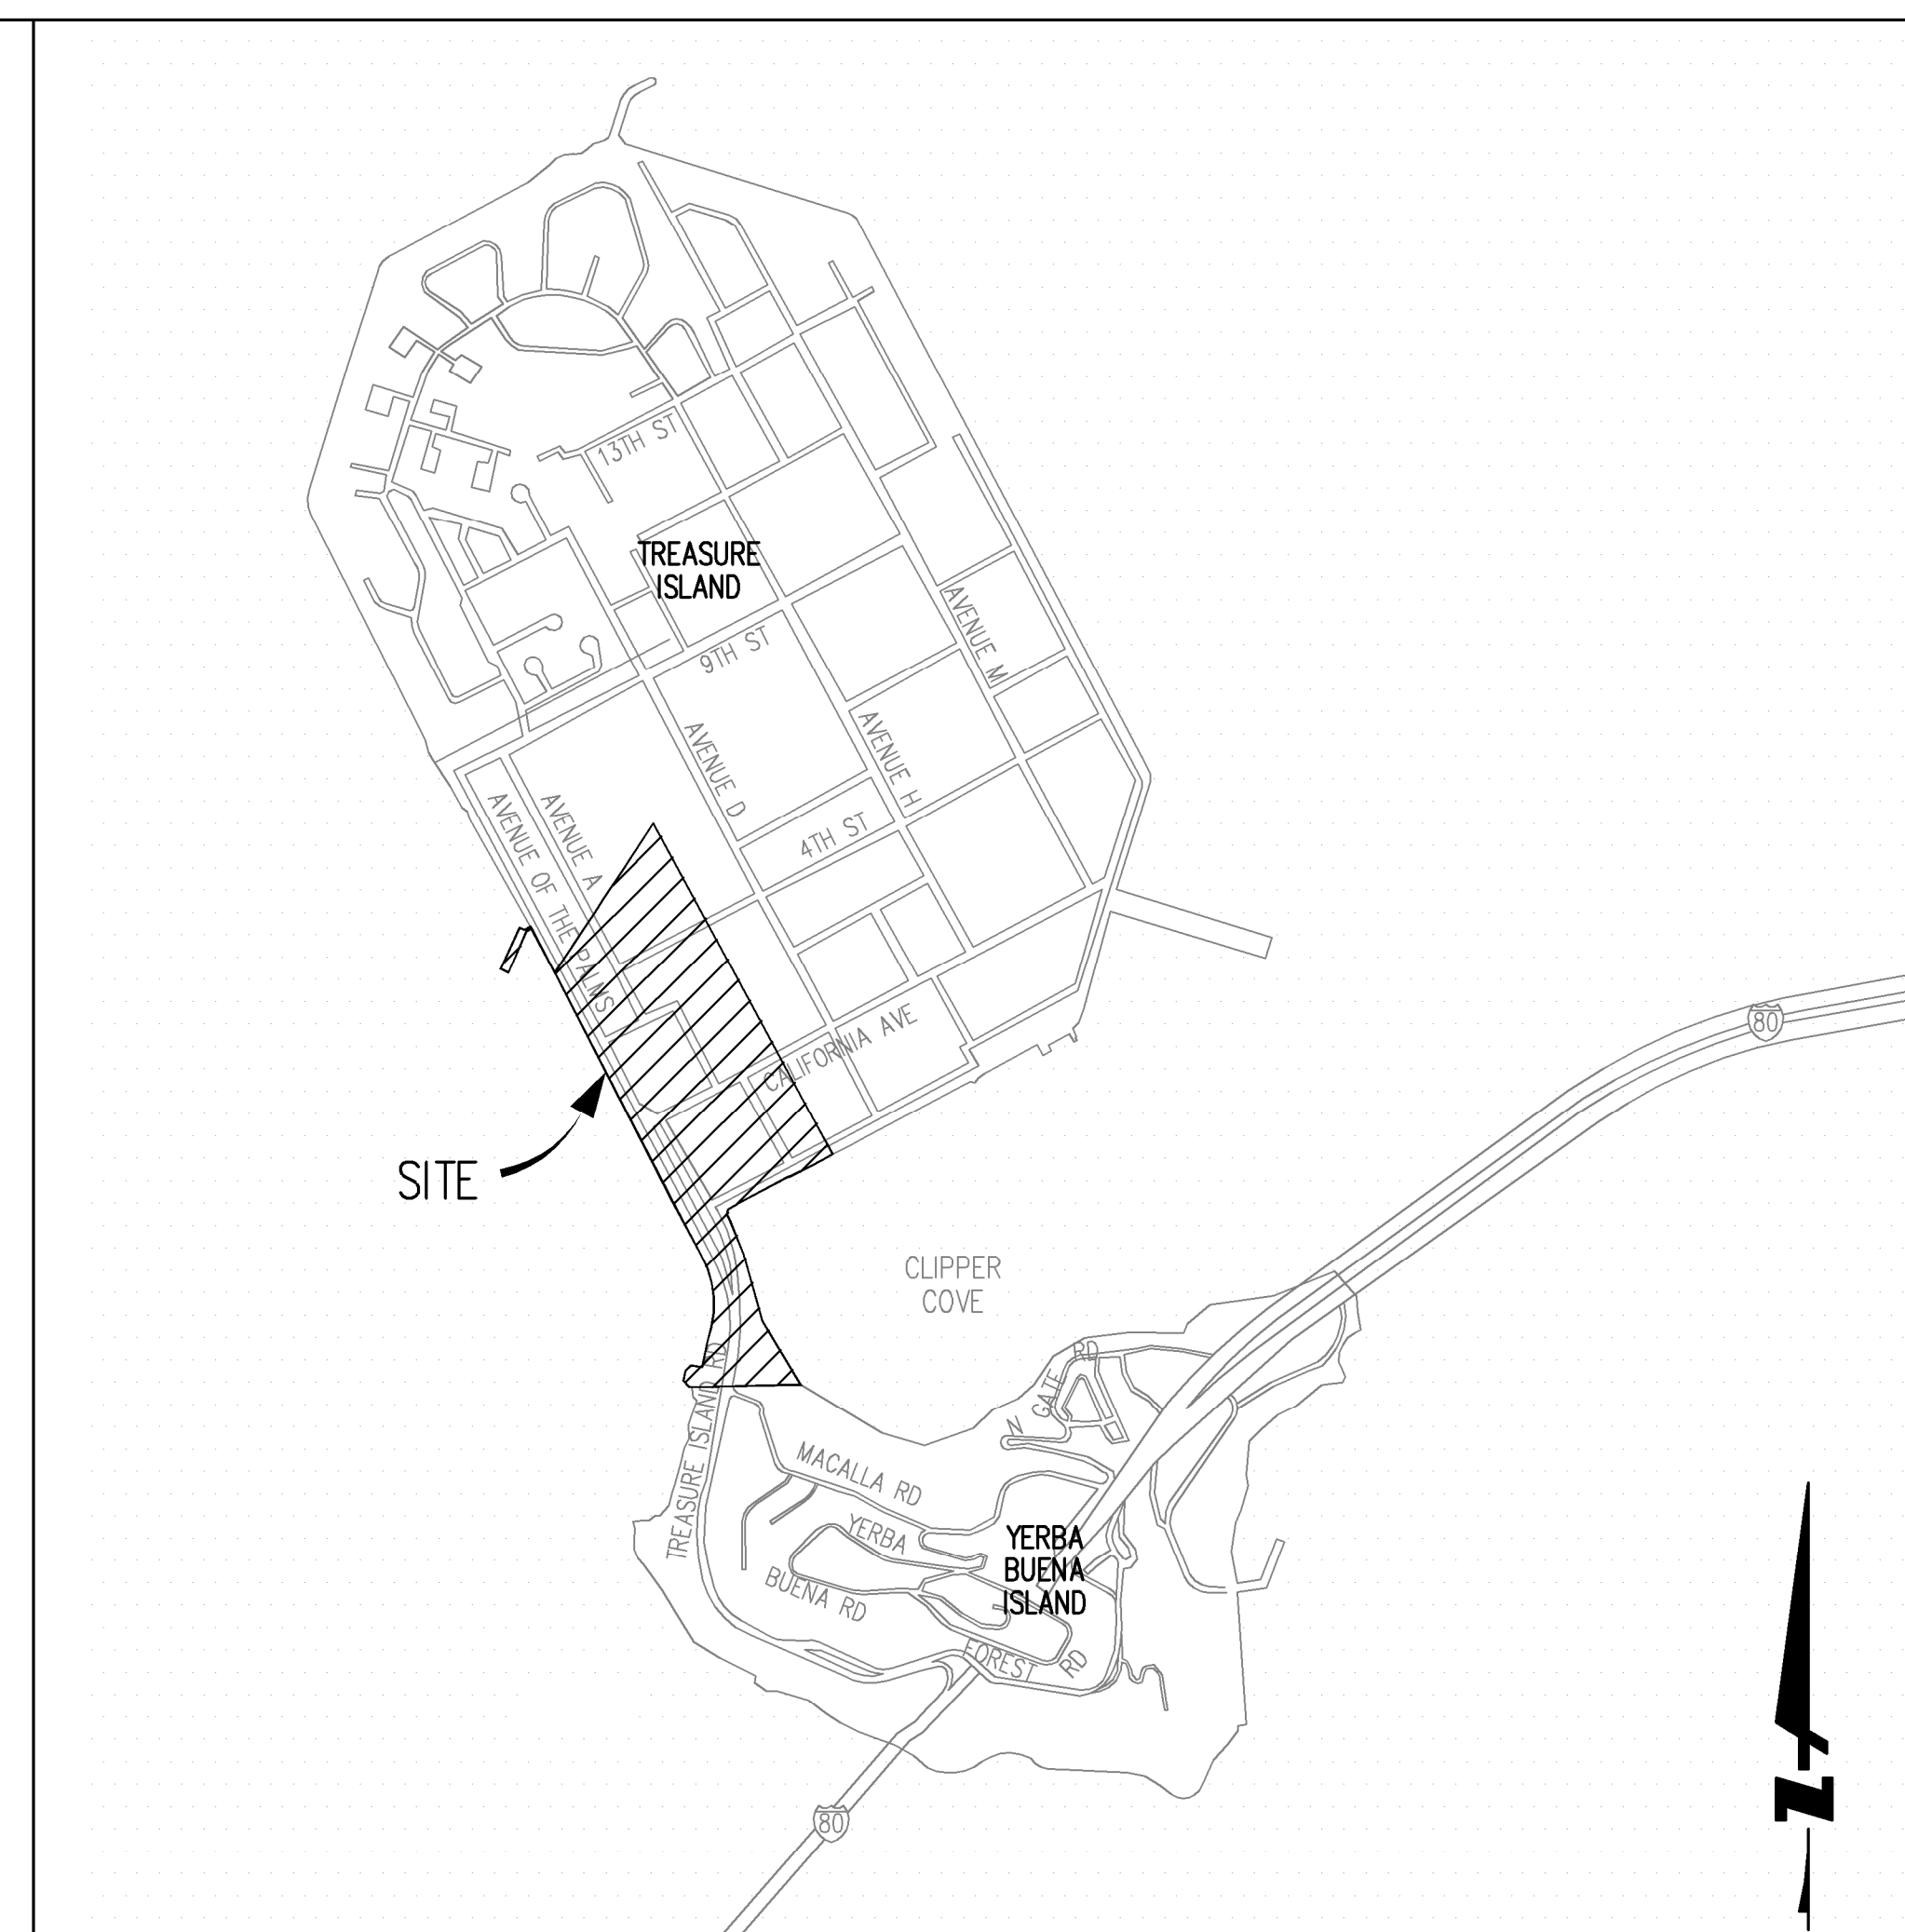 13TH ST
TREASURE
ISLAND
9TH ST
AVENUE M
AVENUE D
AVENUE H
AVENUE A
AVENUE OF THE PALMS
4TH ST
CALIFORNIA AVE
80
SITE
CLIPPER
COVE
TREASURE ISLAND RD
N GATE RD
MACALLA RD
YERBA
BUENA RD
YERBA
BUENA
ISLAND
FOREST RD
80
N